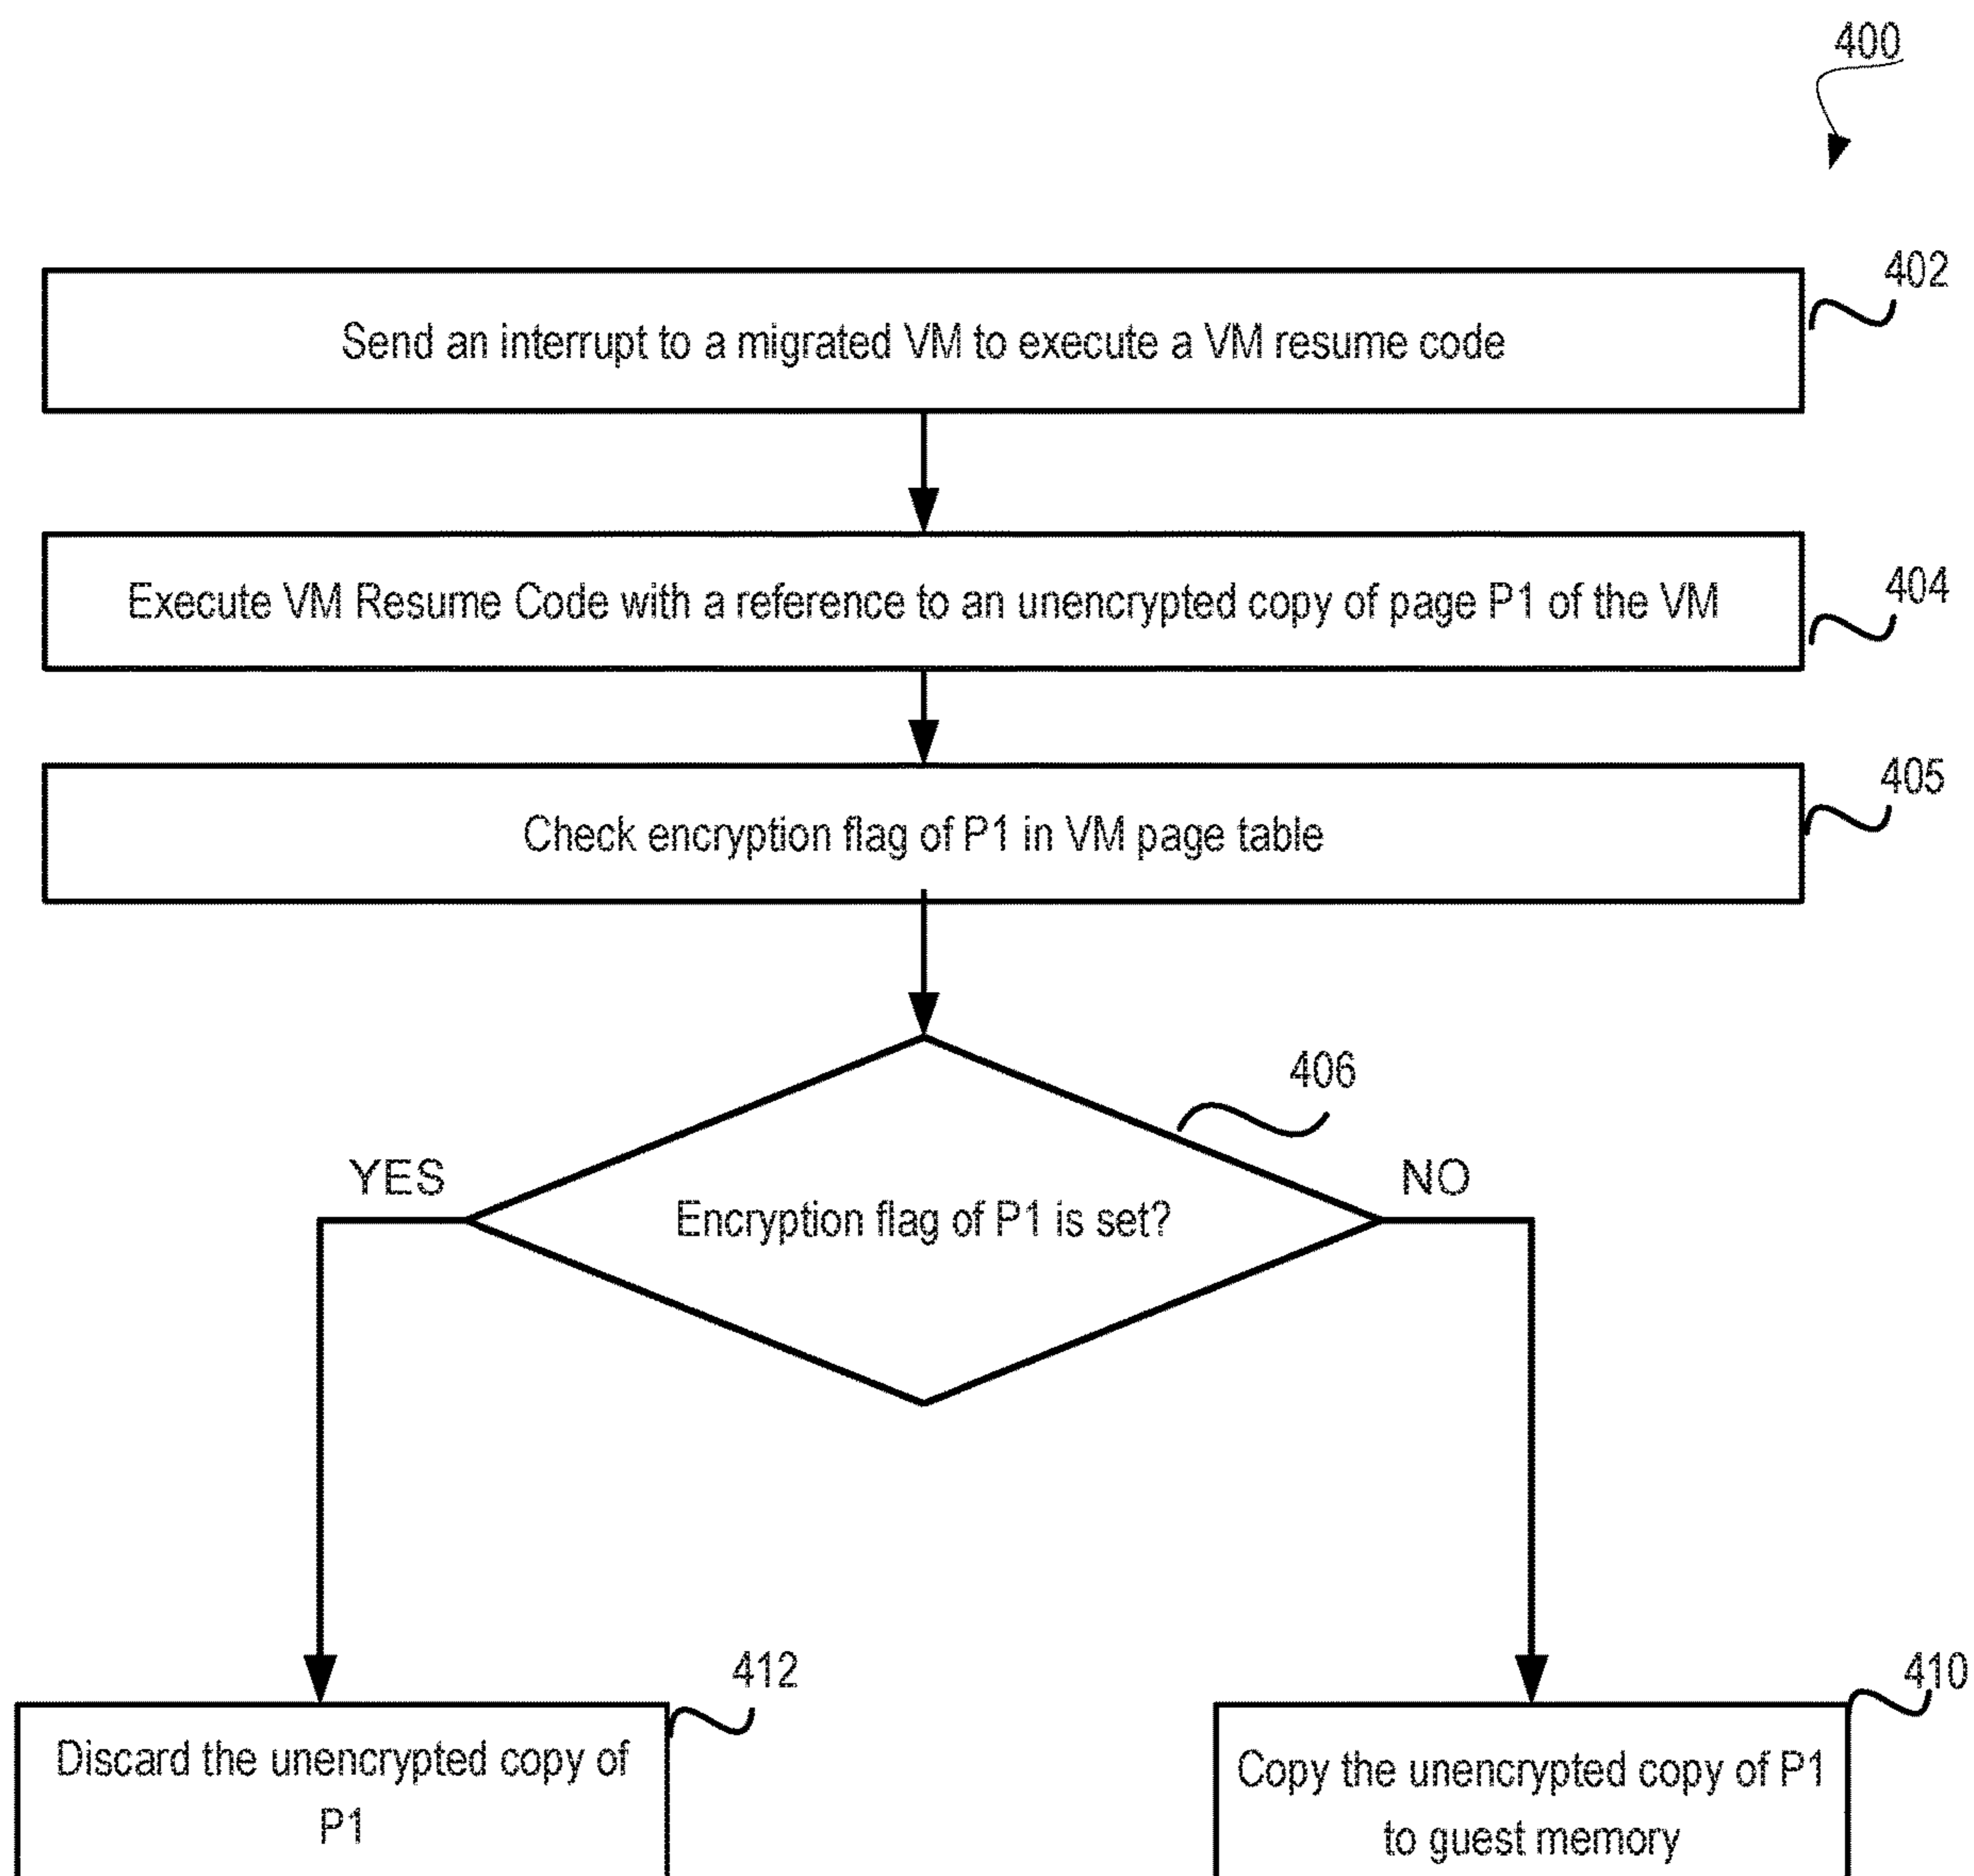 400
402
Send an interrupt to a migrated VM to execute a VM resume code
404
Execute VM Resume Code with a reference to an unencrypted copy of page P1 of the VM
405
Check encryption flag of P1 in VM page table
406
YES
NO
Encryption flag of P1 is set?
412
Discard the unencrypted copy of
P1
410
Copy the unencrypted copy of P1
to guest memory